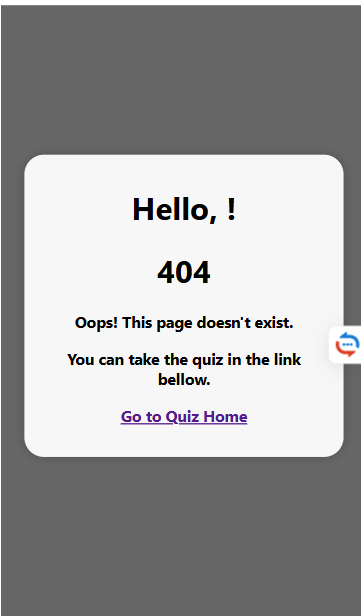 Hello, !
404
Oops! This page doesn't exist.
You can take the quiz in the link
bellow.
Go to Quiz Home